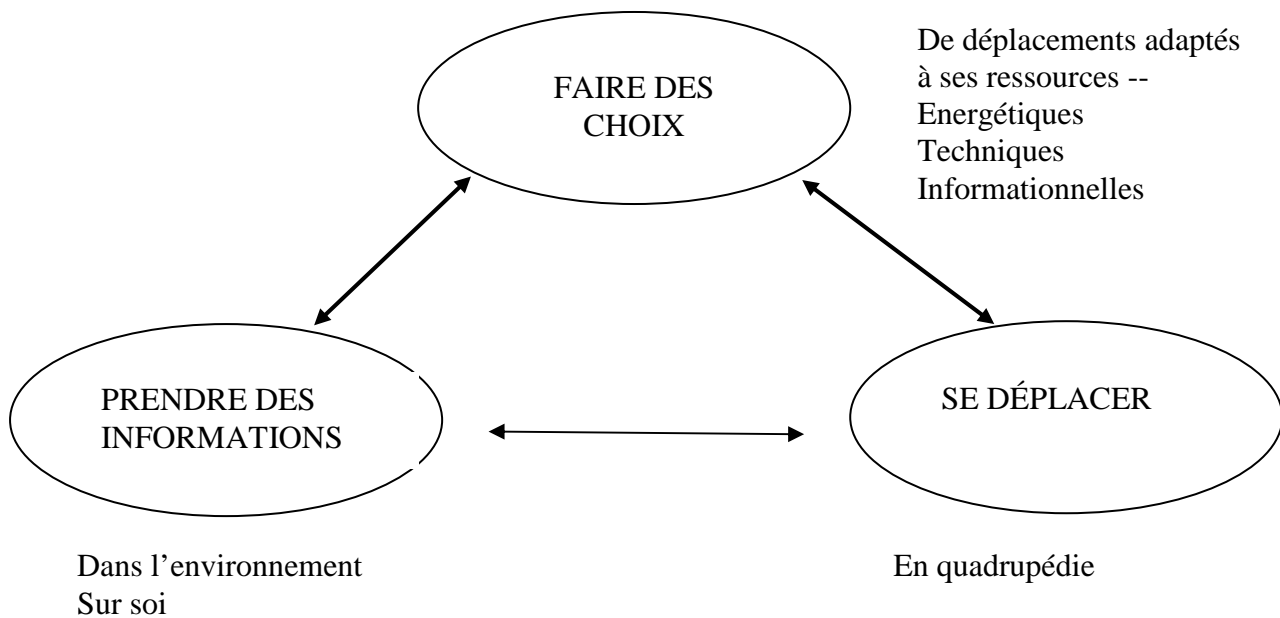 FAIRE DES
CHOIX
De déplacements adaptés
à ses ressources --
Energétiques
Techniques
Informationnelles
PRENDRE DES
INFORMATIONS
SE DÉPLACER
Dans l’environnement
Sur soi
En quadrupédie